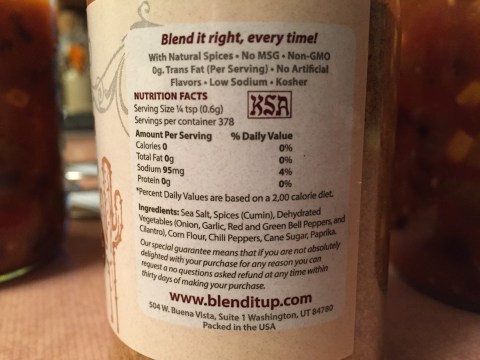 Blend it right, every time!
With Natural Spices • No MSG • Non-GMO
0g. Trans Fat (Per Serving) • No Artificial
Flavors • Low Sodium • Kosher
NUTRITION FACTS
Serving Size ¼ tsp (0.6g)
Servings per container 378
KSA
Amount Per Serving % Daily Value
Calories 0 0%
Total Fat 0g 0%
Sodium 95mg 4%
Protein 0g 0%
*Percent Daily Values are based on a 2,00 calorie diet.
Ingredients: Sea Salt, Spices (Cumin), Dehydrated
Vegetables (Onion, Garlic, Red and Green Bell Peppers, and
Cilantro), Corn Flour, Chili Peppers, Cane Sugar, Paprika.
Our special guarantee means that if you are not absolutely
delighted with your purchase for any reason you can
request a no questions asked refund at any time within
thirty days of making your purchase.
www.blenditup.com
504 W. Buena Vista, Suite 1 Washington, UT 84780
Packed in the USA